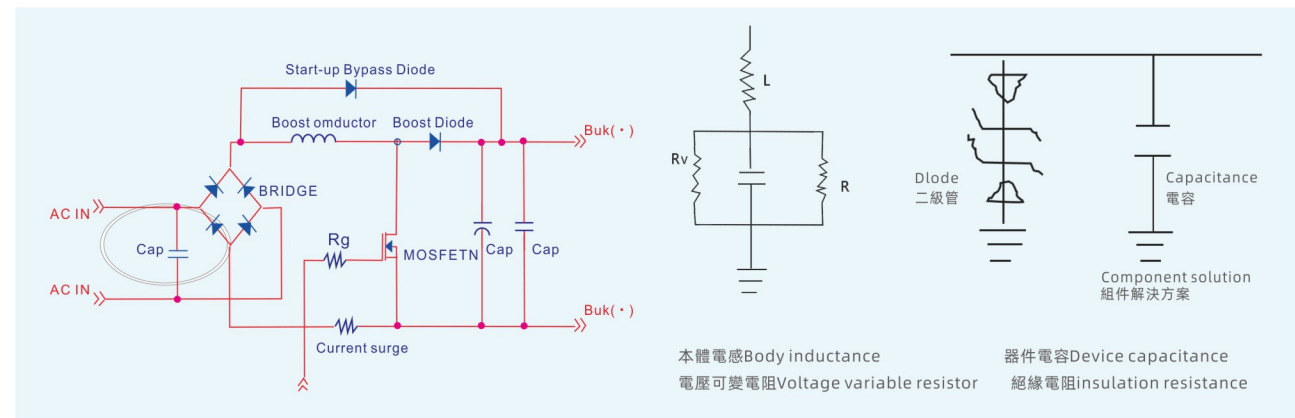 Start-up Bypass Diode
Boost omductor
Boost Diode
Buk(・)
BRIDGE
AC IN
Cap
Rg
MOSFETN
Cap
Cap
AC IN
Buk(・)
Current surge
L
Rv
R
Dlode
二級管
Capacitance
電容
Component solution
組件解決方案
本體電感Body inductance
器件電容Device capacitance
電壓可變電阻Voltage variable resistor
絕緣電阻insulation resistance